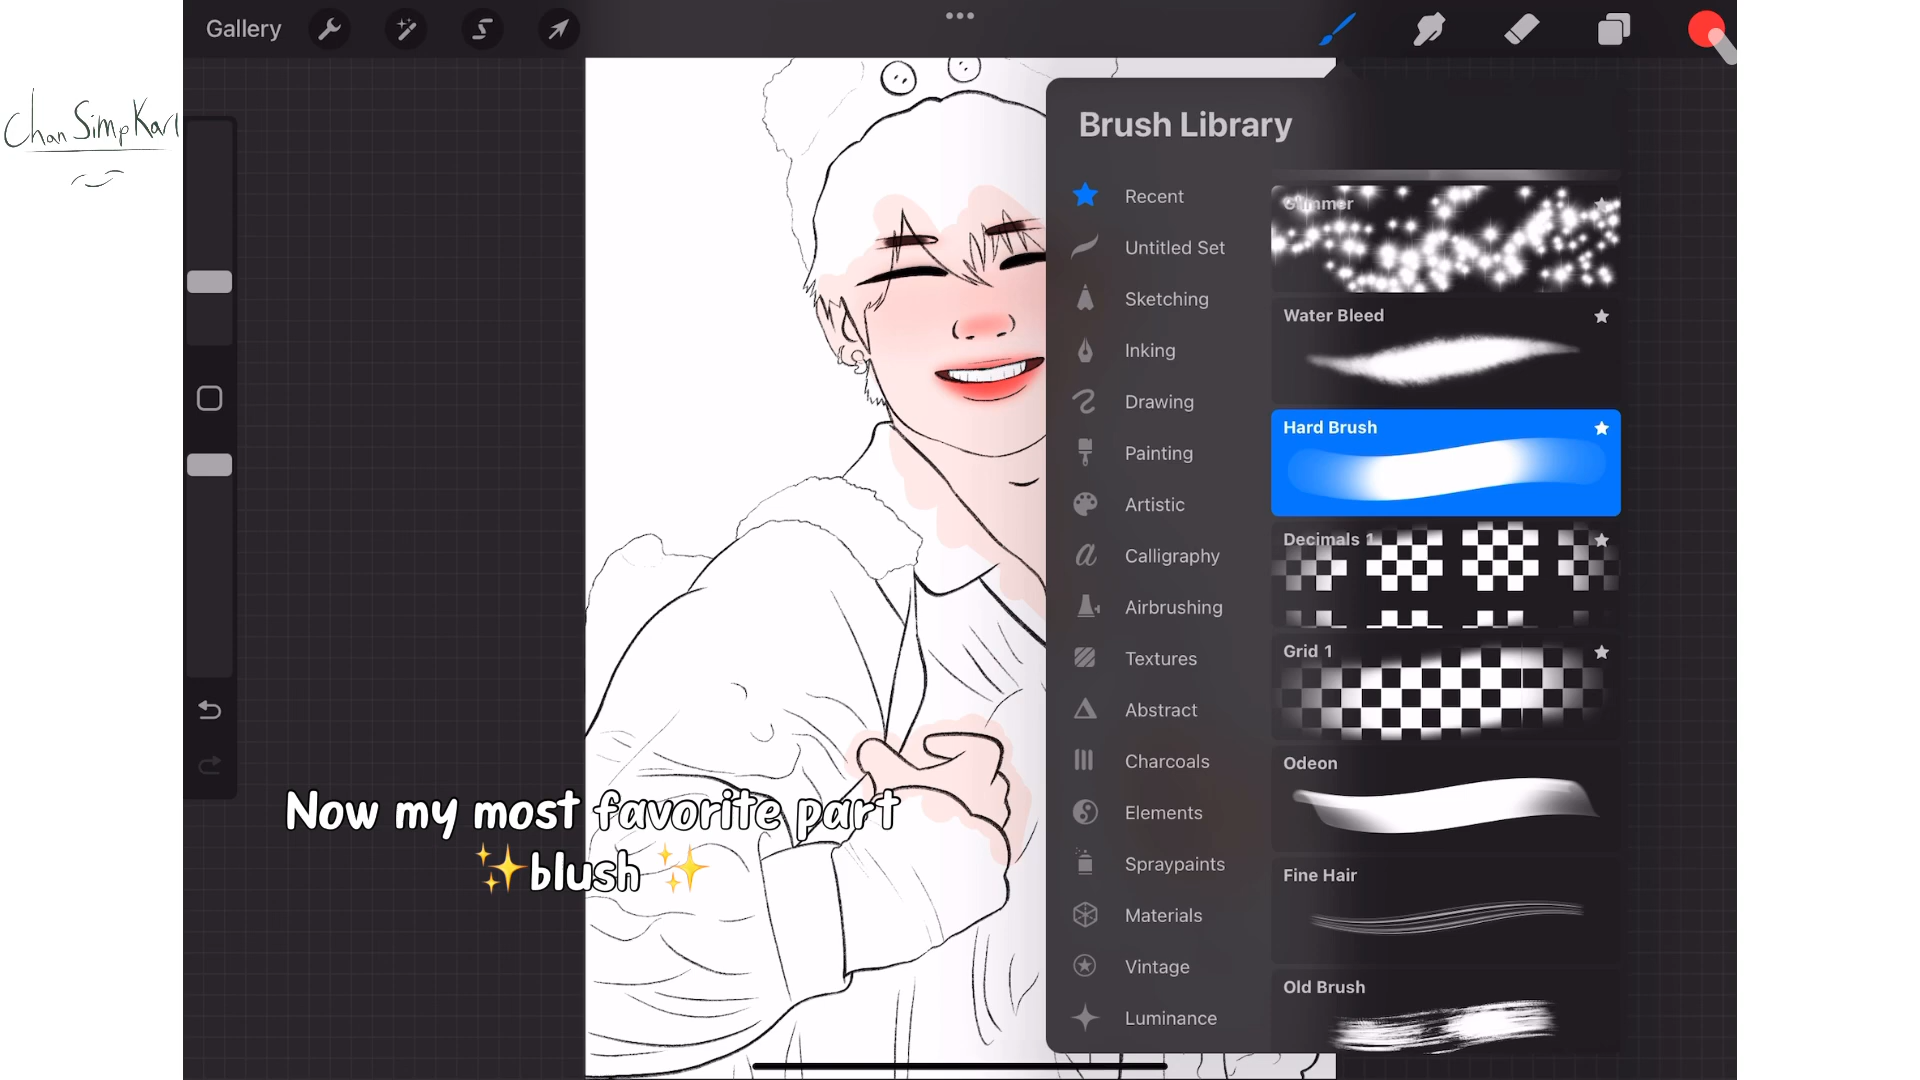 Gallery
Chan SimpKarl
Brush Library
Recent
Untitled Set
Sketching
Inking
Drawing
Painting
Artistic
Calligraphy
Airbrushing
Textures
Abstract
Charcoals
Elements
Spraypaints
Materials
Vintage
Luminance
Glimmer
Water Bleed
Hard Brush
Decimals 1
Grid 1
Odeon
Fine Hair
Old Brush
Now my most favorite part
✨blush ✨